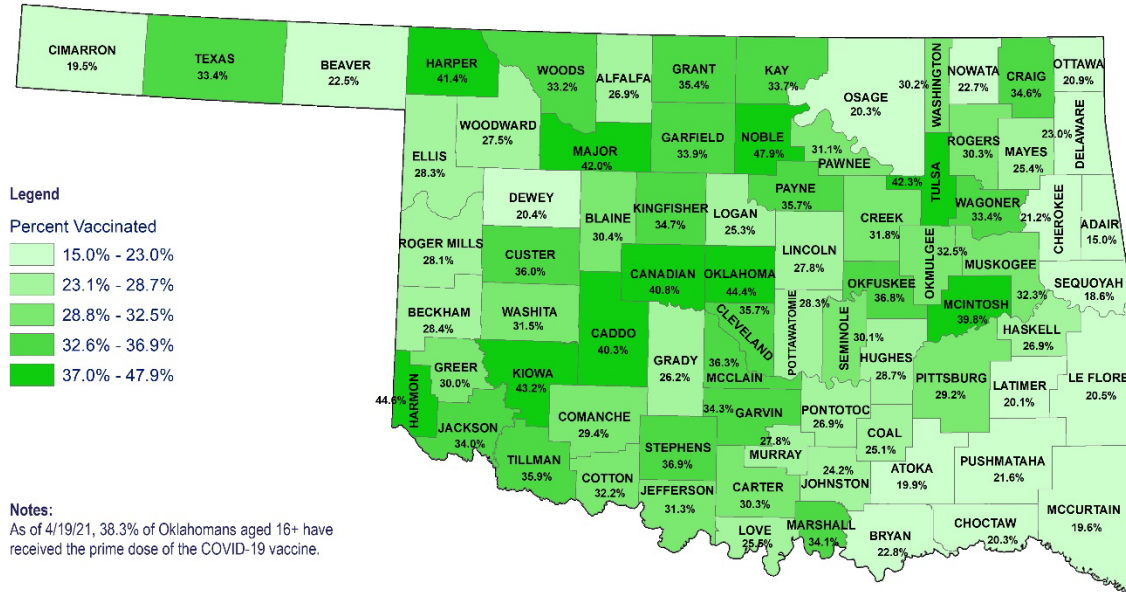 CIMARRON
19.5%
TEXAS
33.4%
BEAVER
22.5%
HARPER
41.4%
WOODS
33.2%
ALFALFA
26.9%
GRANT
35.4%
KAY
33.7%
OSAGE
20.3%
30.2%
WASHINGTON
NOWATA
22.7%
CRAIG
34.6%
OTTAWA
20.9%
WOODWARD
27.5%
ELLIS
28.3%
MAJOR
42.0%
GARFIELD
33.9%
NOBLE
47.9%
31.1%
PAWNEE
ROGERS
30.3%
MAYES
25.4%
23.0%
DELAWARE
Legend
Percent Vaccinated
15.0% - 23.0%
23.1% - 28.7%
28.8% - 32.5%
32.6% - 36.9%
37.0% - 47.9%
DEWEY
20.4%
BLAINE
30.4%
KINGFISHER
34.7%
LOGAN
25.3%
PAYNE
35.7%
CREEK
31.8%
42.3%
TULSA
WAGONER
33.4%
21.2%
CHEROKEE
ADAIR
15.0%
ROGER MILLS
28.1%
CUSTER
36.0%
CANADIAN
40.8%
OKLAHOMA
44.4%
LINCOLN
27.8%
OKFUSKEE
36.8%
OKMULGEE
32.5%
MUSKOGEE
32.3%
SEQUOYAH
18.6%
MCINTOSH
39.8%
BECKHAM
28.4%
WASHITA
31.5%
CADDO
40.3%
GRADY
26.2%
35.7%
CLEVELAND
36.3%
MCCLAIN
POTTAWATOMIE
28.3%
SEMINOLE
30.1%
HUGHES
28.7%
PITTSBURG
29.2%
HASKELL
26.9%
LATIMER
20.1%
LE FLORE
20.5%
GREER
30.0%
KIOWA
43.2%
44.6%
HARMON
JACKSON
34.0%
TILLMAN
35.9%
COMANCHE
29.4%
COTTON
32.2%
STEPHENS
36.9%
JEFFERSON
31.3%
34.3%
GARVIN
27.8%
MURRAY
PONTOTOC
26.9%
COAL
25.1%
24.2%
JOHNSTON
ATOKA
19.9%
PUSHMATAHA
21.6%
MCCURTAIN
19.6%
CARTER
30.3%
LOVE
25.5%
MARSHALL
34.1%
BRYAN
22.8%
CHOCTAW
20.3%
Notes:
As of 4/19/21, 38.3% of Oklahomans aged 16+ have
received the prime dose of the COVID-19 vaccine.